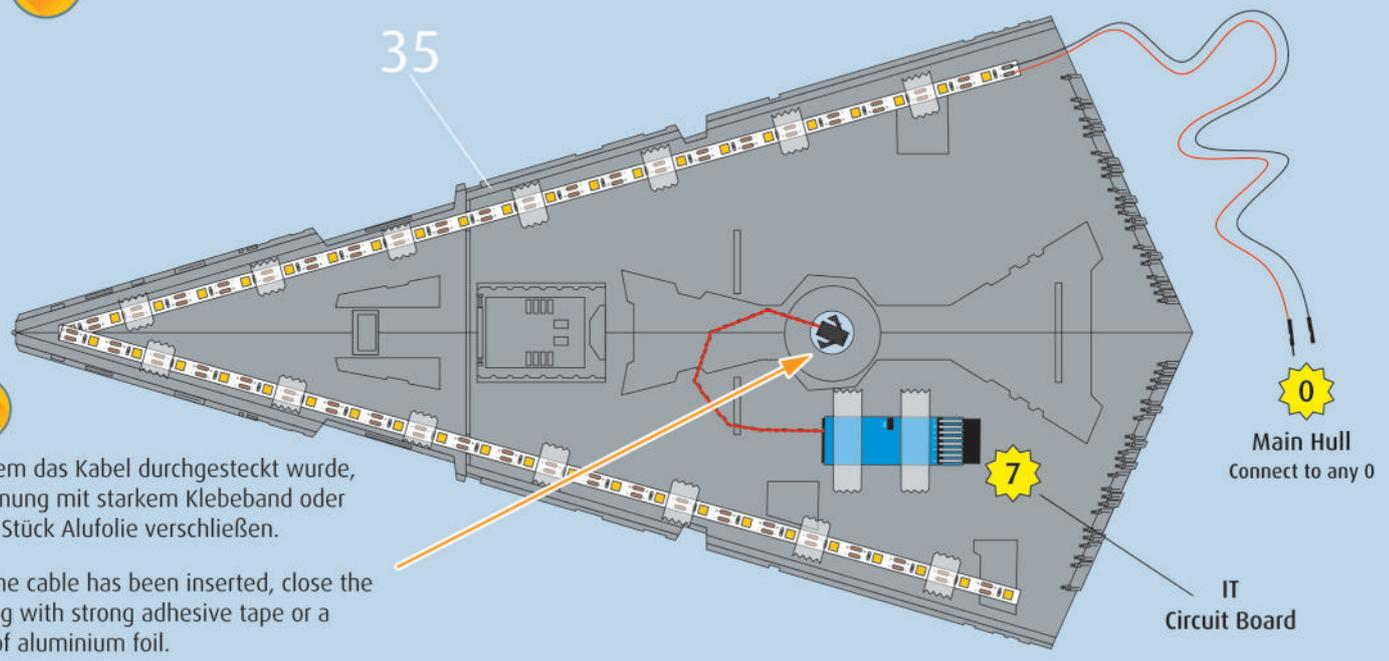 35
em das Kabel durchgesteckt wurde,
nung mit starkem Klebeband oder
Stück Alufolie verschließen.
ne cable has been inserted, close the
g with strong adhesive tape or a
of aluminium foil.
0
Main Hull
Connect to any 0
7
IT
Circuit Board